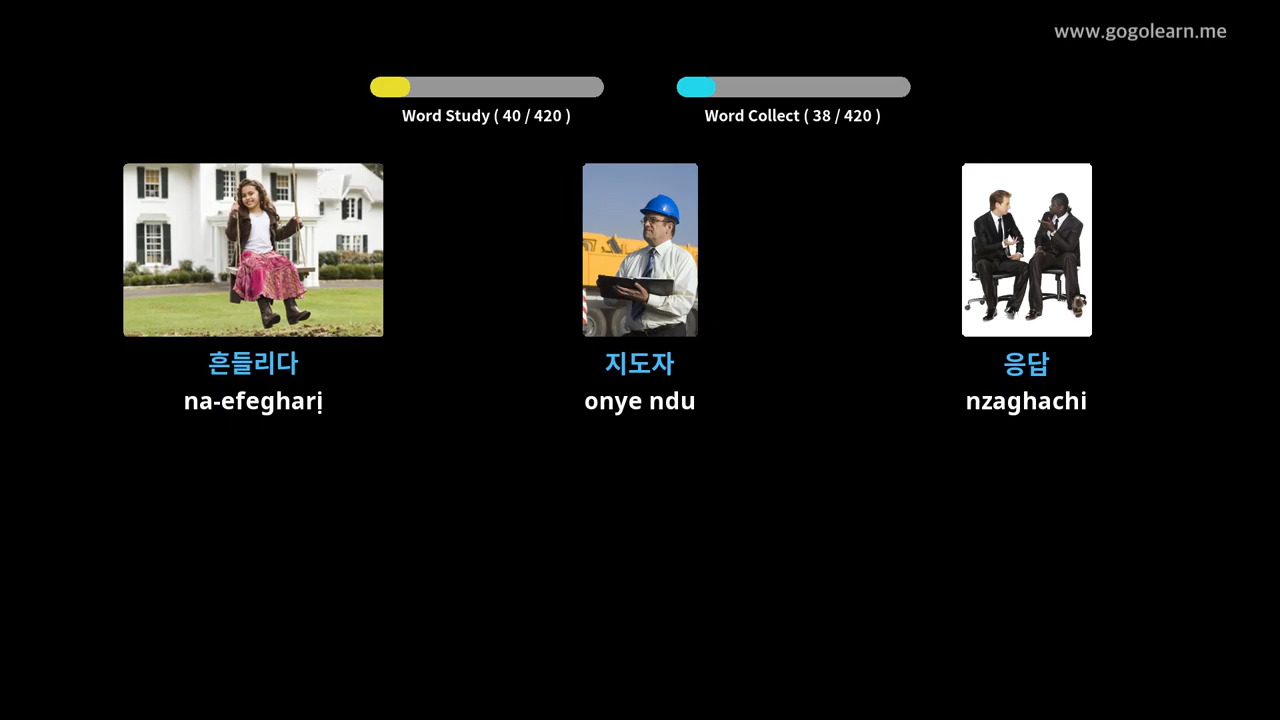 www.gogolearn.me
Word Study ( 40 / 420 )
Word Collect ( 38 / 420 )
흔들리다
지도자
응답
na-efegharị
onye ndu
nzaghachi